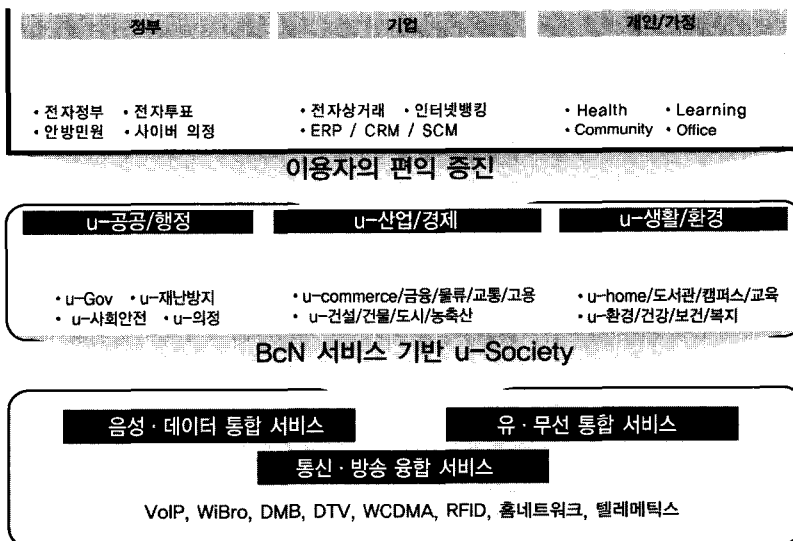 정부 기업 개인/가정
• 전자정부 • 전자투표 • 전자상거래 • 인터넷뱅킹 • Health • Learning
• 안방민원 • 사이버 의정 • ERP / CRM / SCM • Community • Office
이용자의 편익 증진
u-공공/행정 u-산업/경제 u-생활/환경
• u-Gov • u-재난방지 • u-commerce/금융/물류/교통/고용 • u-home/도서관/캠퍼스/교육
• u-사회안전 • u-의정 • u-건설/건물/도시/농축산 • u-환경/건강/보건/복지
BcN 서비스 기반 u-Society
음성 · 데이터 통합 서비스 유 · 무선 통합 서비스
통신 · 방송 융합 서비스
VoIP, WiBro, DMB, DTV, WCDMA, RFID, 홈네트워크, 텔레메틱스